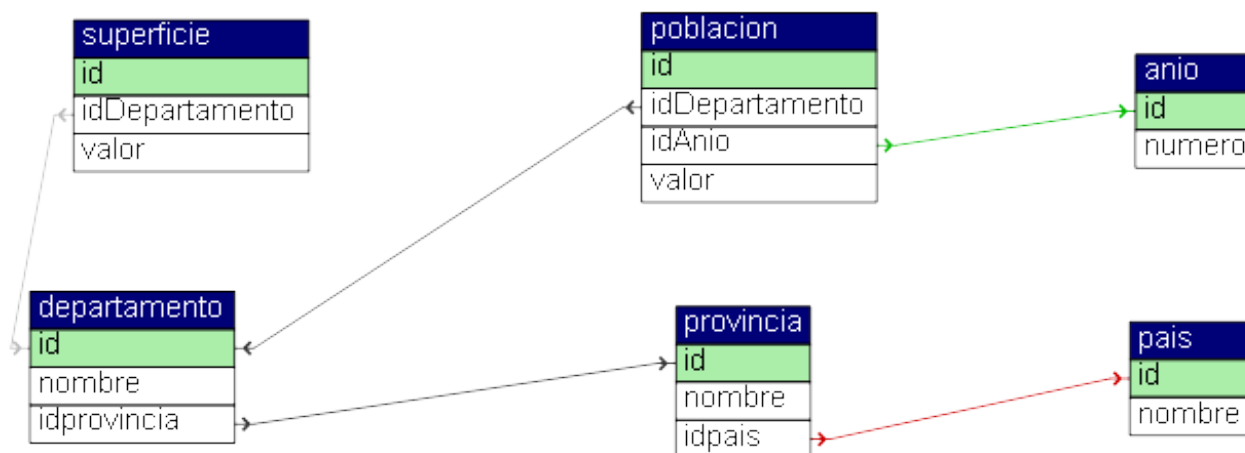 superficie
id
idDepartamento
valor
poblacion
id
idDepartamento
idAnio
valor
anio
id
numero
departamento
id
nombre
idprovincia
provincia
id
nombre
idpais
pais
id
nombre